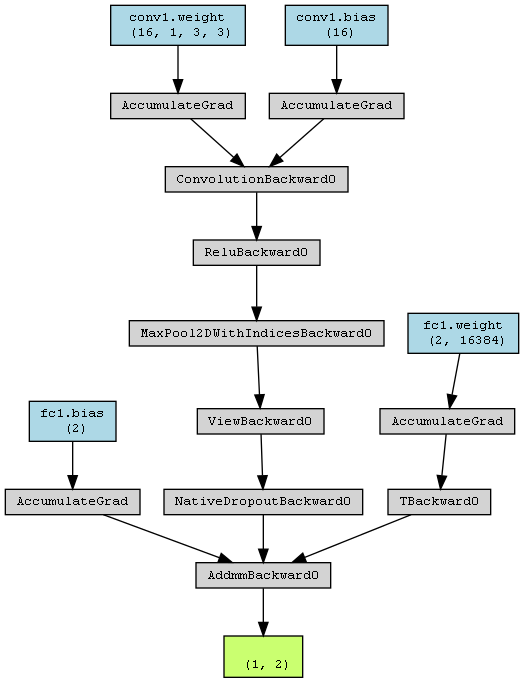 conv1.weight
(16, 1, 3, 3)
conv1.bias
(16)
AccumulateGrad
AccumulateGrad
ConvolutionBackward0
ReluBackward0
MaxPool2DWithIndicesBackward0
fc1.weight
(2, 16384)
fc1.bias
(2)
ViewBackward0
AccumulateGrad
AccumulateGrad
NativeDropoutBackward0
TBackward0
AddmmBackward0
(1, 2)